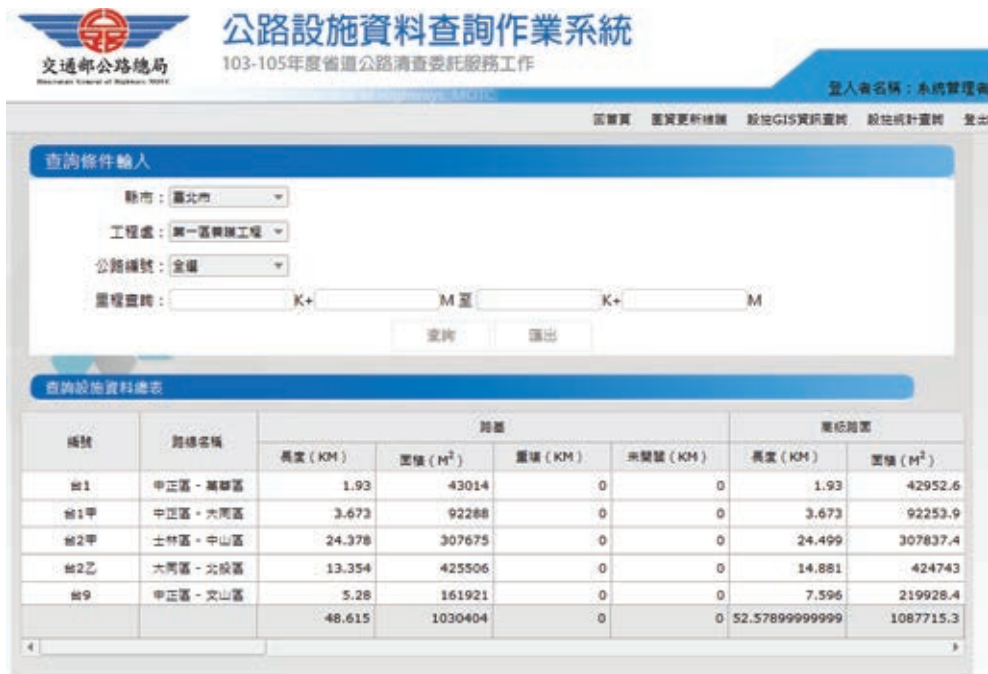 公路設施資料查詢作業系統
交通部公路總局
103-105年度省道公路清查委託服務工作
登入者名稱：系統管理者
回首頁 圖資更新維護 設施GIS資訊查詢 設施統計查詢 登出
查詢條件輸入
縣市：臺北市
工程處：第一區養護工程
公路編號：全選
里程查詢： K+ M 至 K+ M
查詢 匯出
查詢設施資料總表
編號 路線名稱 路基 高級路面
長度（KM） 面積（M²） 重複（KM） 未開闢（KM） 長度（KM） 面積（M²）
台1 中正區 - 萬華區 1.93 43014 0 0 1.93 42952.6
台1甲 中正區 - 大同區 3.673 92288 0 0 3.673 92253.9
台2甲 士林區 - 中山區 24.378 307675 0 0 24.499 307837.4
台2乙 大同區 - 北投區 13.354 425506 0 0 14.881 424743
台9 中正區 - 文山區 5.28 161921 0 0 7.596 219928.4
48.615 1030404 0 0 52.57899999999 1087715.3